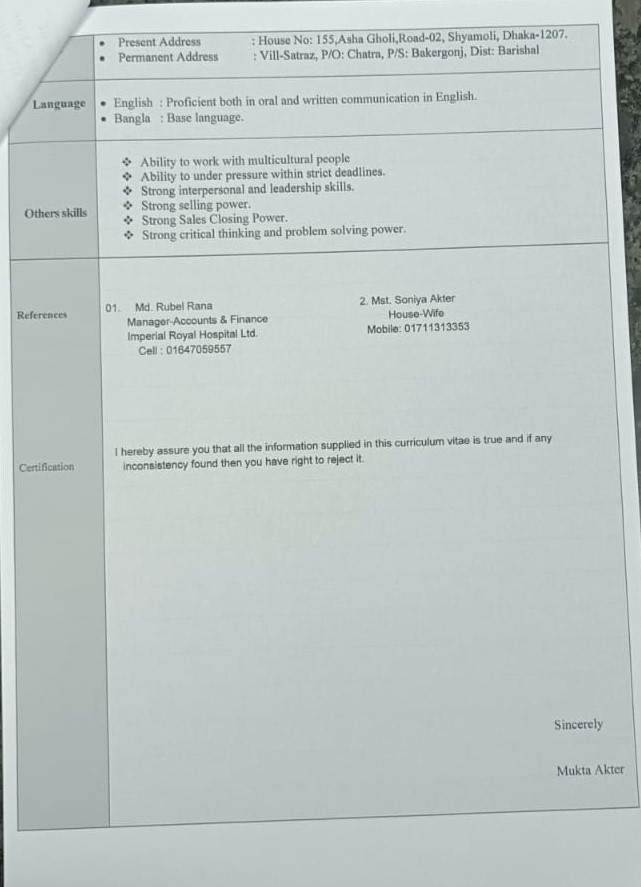 • Present Address : House No: 155,Asha Gholi,Road-02, Shyamoli, Dhaka-1207.
• Permanent Address : Vill-Satraz, P/O: Chatra, P/S: Bakergonj, Dist: Barishal
Language
• English : Proficient both in oral and written communication in English.
• Bangla : Base language.
Others skills
❖ Ability to work with multicultural people
❖ Ability to under pressure within strict deadlines.
❖ Strong interpersonal and leadership skills.
❖ Strong selling power.
❖ Strong Sales Closing Power.
❖ Strong critical thinking and problem solving power.
References
01. Md. Rubel Rana
Manager-Accounts & Finance
Imperial Royal Hospital Ltd.
Cell : 01647059557
2. Mst. Soniya Akter
House-Wife
Mobile: 01711313353
Certification
I hereby assure you that all the information supplied in this curriculum vitae is true and if any
inconsistency found then you have right to reject it.
Sincerely
Mukta Akter